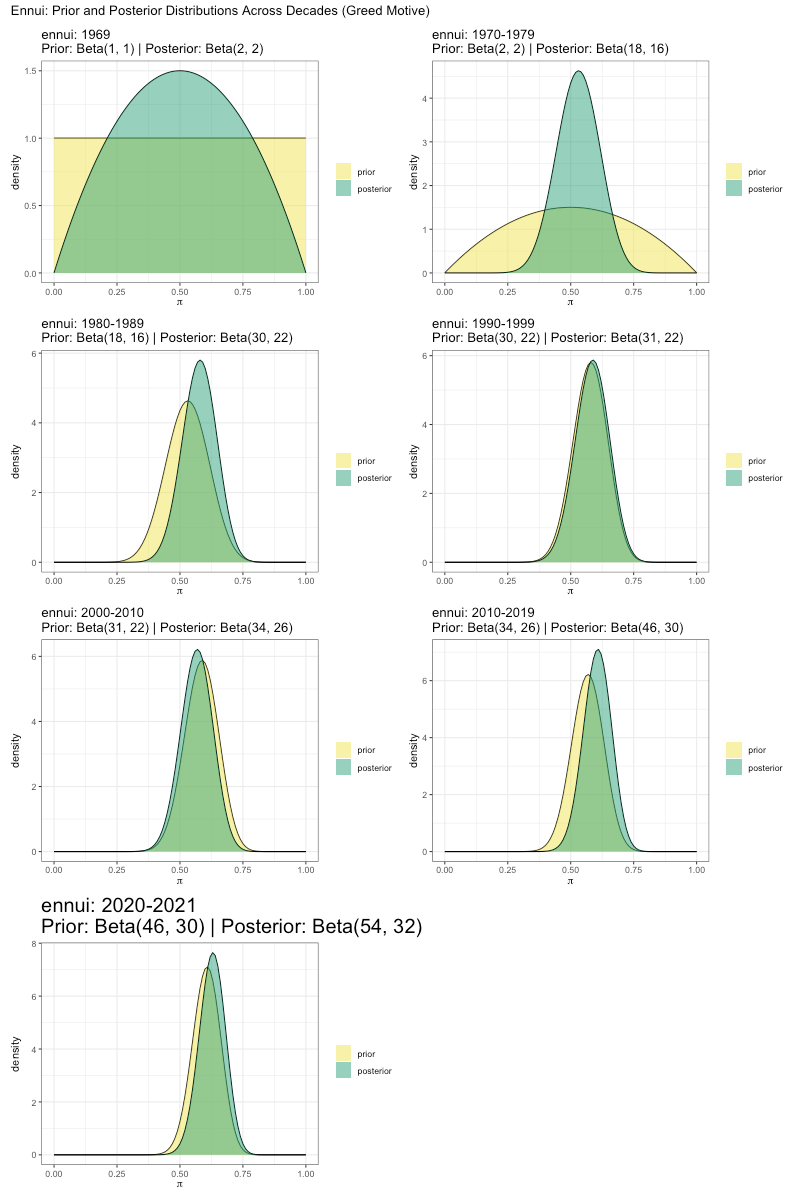 Ennui: Prior and Posterior Distributions Across Decades (Greed Motive)
ennui: 1969
Prior: Beta(1, 1) | Posterior: Beta(2, 2)
1.5
1.0
0.5
0.0
density
0.00 0.25 0.50 0.75 1.00
π
prior
posterior
ennui: 1970-1979
Prior: Beta(2, 2) | Posterior: Beta(18, 16)
4
3
2
1
0
density
0.00 0.25 0.50 0.75 1.00
π
prior
posterior
ennui: 1980-1989
Prior: Beta(18, 16) | Posterior: Beta(30, 22)
6
4
2
0
density
0.00 0.25 0.50 0.75 1.00
π
prior
posterior
ennui: 1990-1999
Prior: Beta(30, 22) | Posterior: Beta(31, 22)
6
4
2
0
density
0.00 0.25 0.50 0.75 1.00
π
prior
posterior
ennui: 2000-2010
Prior: Beta(31, 22) | Posterior: Beta(34, 26)
6
4
2
0
density
0.00 0.25 0.50 0.75 1.00
π
prior
posterior
ennui: 2010-2019
Prior: Beta(34, 26) | Posterior: Beta(46, 30)
6
4
2
0
density
0.00 0.25 0.50 0.75 1.00
π
prior
posterior
ennui: 2020-2021
Prior: Beta(46, 30) | Posterior: Beta(54, 32)
8
6
4
2
0
density
0.00 0.25 0.50 0.75 1.00
π
prior
posterior